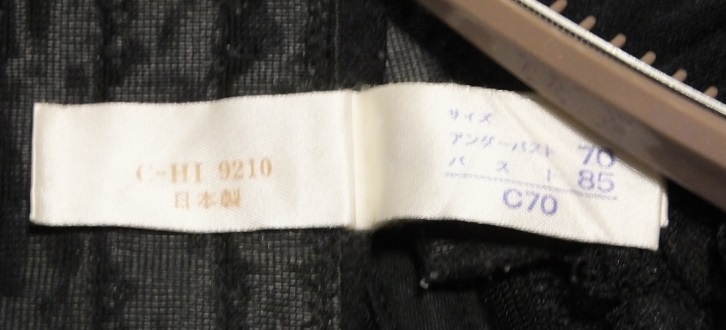 C-HI 9210
日本製
サイズ
アンダーバスト 70
バスト 85
C70